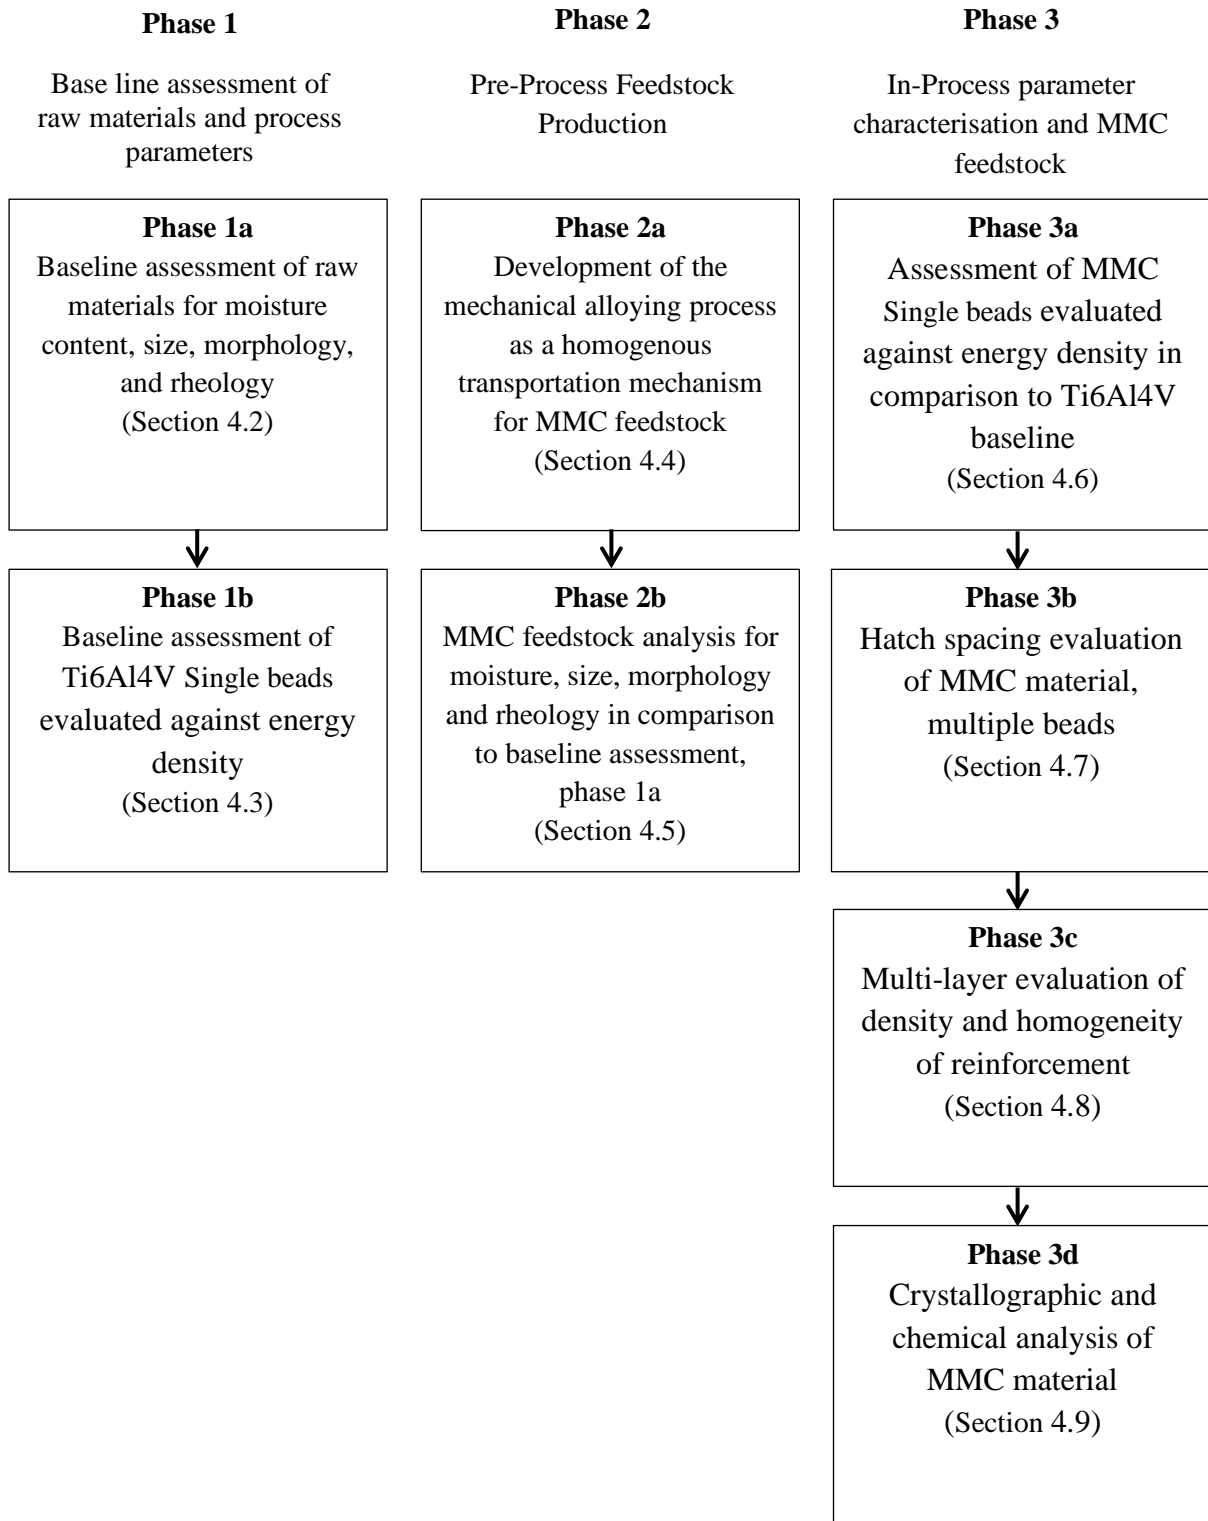 Phase 1
Base line assessment of
raw materials and process
parameters
Phase 1a
Baseline assessment of raw
materials for moisture
content, size, morphology,
and rheology
(Section 4.2)
Phase 1b
Baseline assessment of
Ti6Al4V Single beads
evaluated against energy
density
(Section 4.3)
Phase 2
Pre-Process Feedstock
Production
Phase 2a
Development of the
mechanical alloying process
as a homogenous
transportation mechanism
for MMC feedstock
(Section 4.4)
Phase 2b
MMC feedstock analysis for
moisture, size, morphology
and rheology in comparison
to baseline assessment,
phase 1a
(Section 4.5)
Phase 3
In-Process parameter
characterisation and MMC
feedstock
Phase 3a
Assessment of MMC
Single beads evaluated
against energy density in
comparison to Ti6Al4V
baseline
(Section 4.6)
Phase 3b
Hatch spacing evaluation
of MMC material,
multiple beads
(Section 4.7)
Phase 3c
Multi-layer evaluation of
density and homogeneity
of reinforcement
(Section 4.8)
Phase 3d
Crystallographic and
chemical analysis of
MMC material
(Section 4.9)